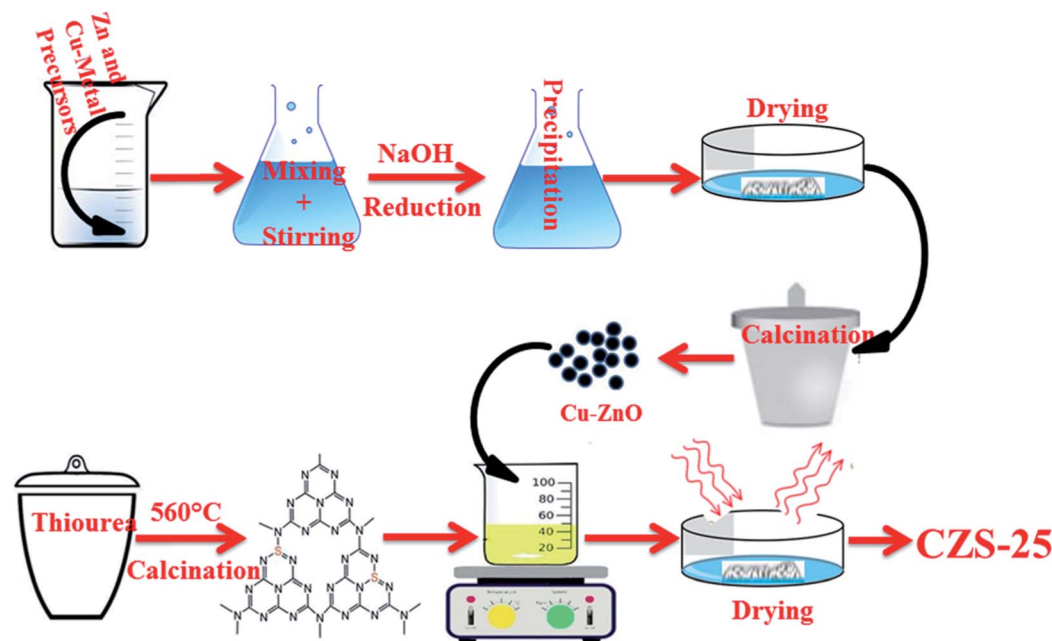 Zn and
Cu-Metal
Precursors
Mixing
+
Stirring
NaOH
Reduction
Precipitation
Drying
Calcination
Cu-ZnO
Thiourea
560°C
Calcination
N N N
N N N
N N N N
N N
S N N N
N N N N S N N
N N N N N N
N N N
100
80
60
40
20
Drying
CZS-25